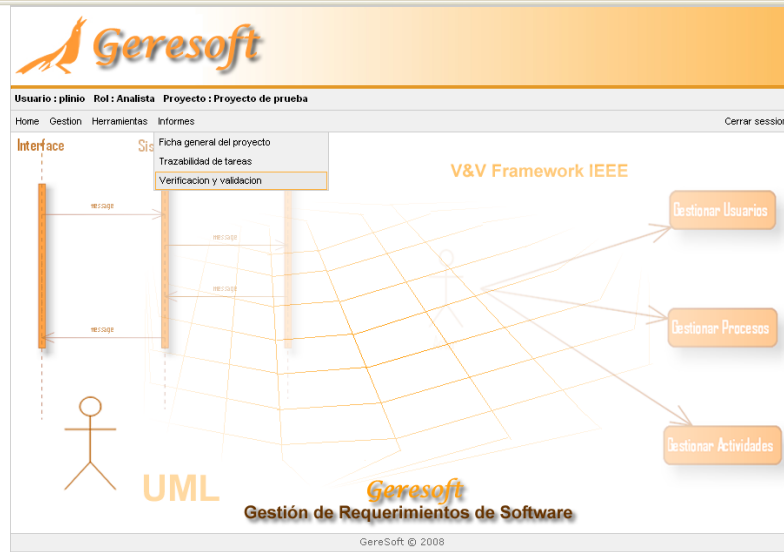 Geresoft
Usuario : plinio Rol : Analista Proyecto : Proyecto de prueba
Home Gestion Herramientas Informes Cerrar session
Ficha general del proyecto
Trazabilidad de tareas
Verificacion y validacion
Interface
V&V Framework IEEE
message
message
message
message
Gestionar Usuarios
Gestionar Procesos
Gestionar Actividades
UML
Geresoft
Gestión de Requerimientos de Software
GereSoft © 2008